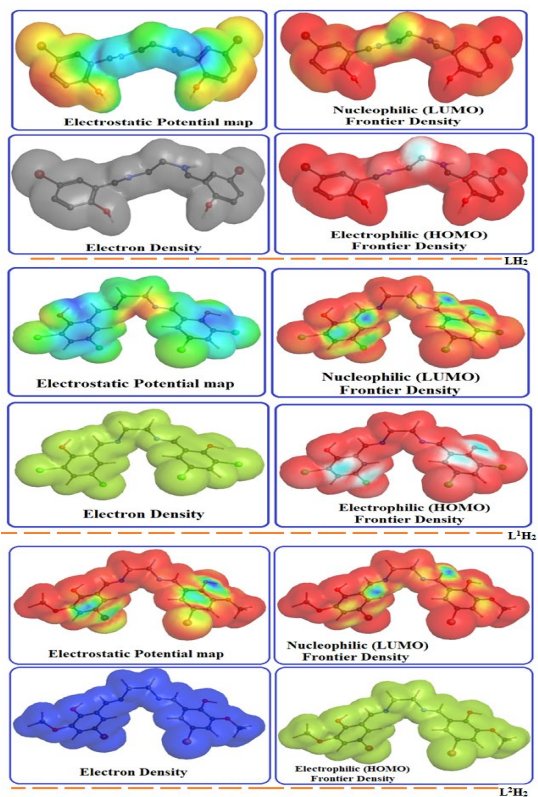 Electrostatic Potential map
Nucleophilic (LUMO)
Frontier Density
Electron Density
Electrophilic (HOMO)
Frontier Density
LH₂
Electrostatic Potential map
Nucleophilic (LUMO)
Frontier Density
Electron Density
Electrophilic (HOMO)
Frontier Density
L¹H₂
Electrostatic Potential map
Nucleophilic (LUMO)
Frontier Density
Electron Density
Electrophilic (HOMO)
Frontier Density
L²H₂